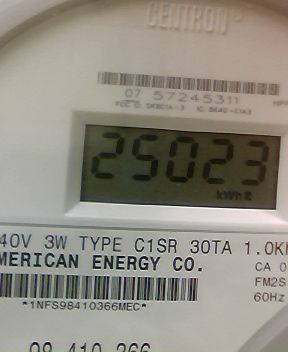 CENTRON
07 57245311
25023
kWh
40V 3W TYPE C1SR 30TA 1.0K
MERICAN ENERGY CO.
CA 0
FM2S
60Hz
*1NFS98410366MEC*
98 410 366